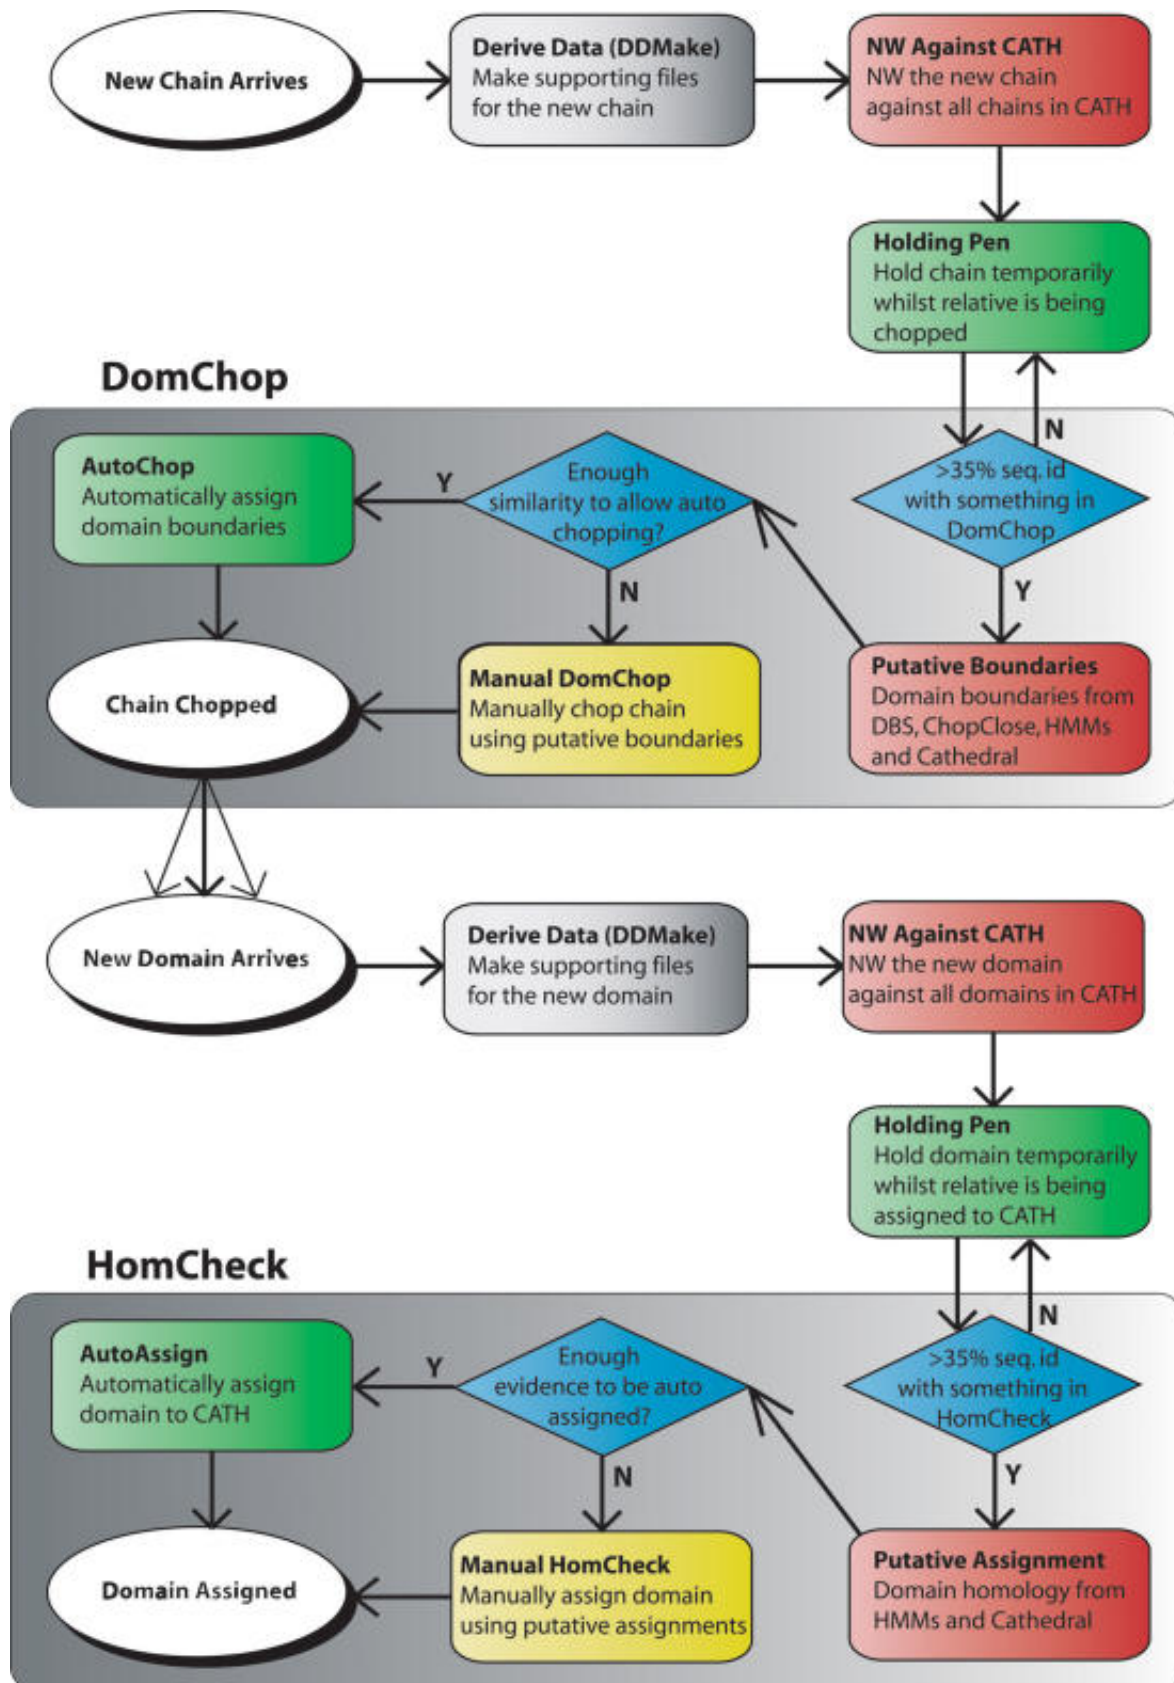 New Chain Arrives
Derive Data (DDMake)
Make supporting files
for the new chain
NW Against CATH
NW the new chain
against all chains in CATH
Holding Pen
Hold chain temporarily
whilst relative is being
chopped
DomChop
AutoChop
Automatically assign
domain boundaries
Y
Enough
similarity to allow auto
chopping?
N
>35% seq. id
with something in
DomChop
N
Y
Chain Chopped
Manual DomChop
Manually chop chain
using putative boundaries
Putative Boundaries
Domain boundaries from
DBS, ChopClose, HMMs
and Cathedral
New Domain Arrives
Derive Data (DDMake)
Make supporting files
for the new domain
NW Against CATH
NW the new domain
against all domains in CATH
Holding Pen
Hold domain temporarily
whilst relative is being
assigned to CATH
HomCheck
AutoAssign
Automatically assign
domain to CATH
Y
Enough
evidence to be auto
assigned?
N
>35% seq. id
with something in
HomCheck
N
Y
Domain Assigned
Manual HomCheck
Manually assign domain
using putative assignments
Putative Assignment
Domain homology from
HMMs and Cathedral